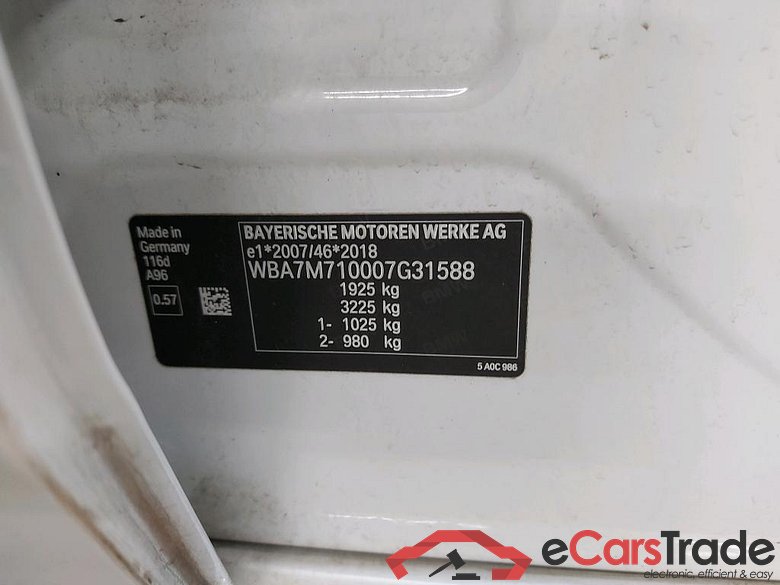 Made in
Germany
116d
A96
0.57
BAYERISCHE MOTOREN WERKE AG
e1*2007/46*2018
WBA7M710007G31588
1925 kg
3225 kg
1- 1025 kg
2- 980 kg
5 A0C 986
eCarsTrade
electronic, efficient & easy